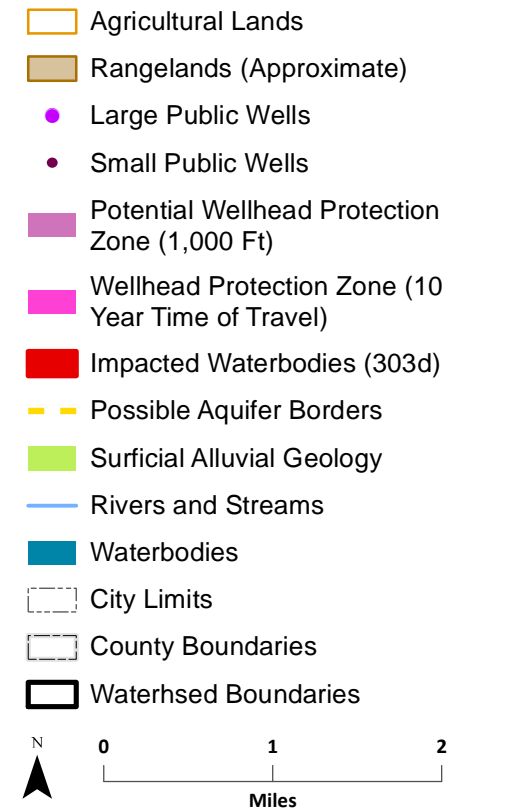 Agricultural Lands
Rangelands (Approximate)
Large Public Wells
Small Public Wells
Potential Wellhead Protection
Zone (1,000 Ft)
Wellhead Protection Zone (10
Year Time of Travel)
Impacted Waterbodies (303d)
Possible Aquifer Borders
Surficial Alluvial Geology
Rivers and Streams
Waterbodies
City Limits
County Boundaries
Waterhsed Boundaries
N 0 1 2
Miles